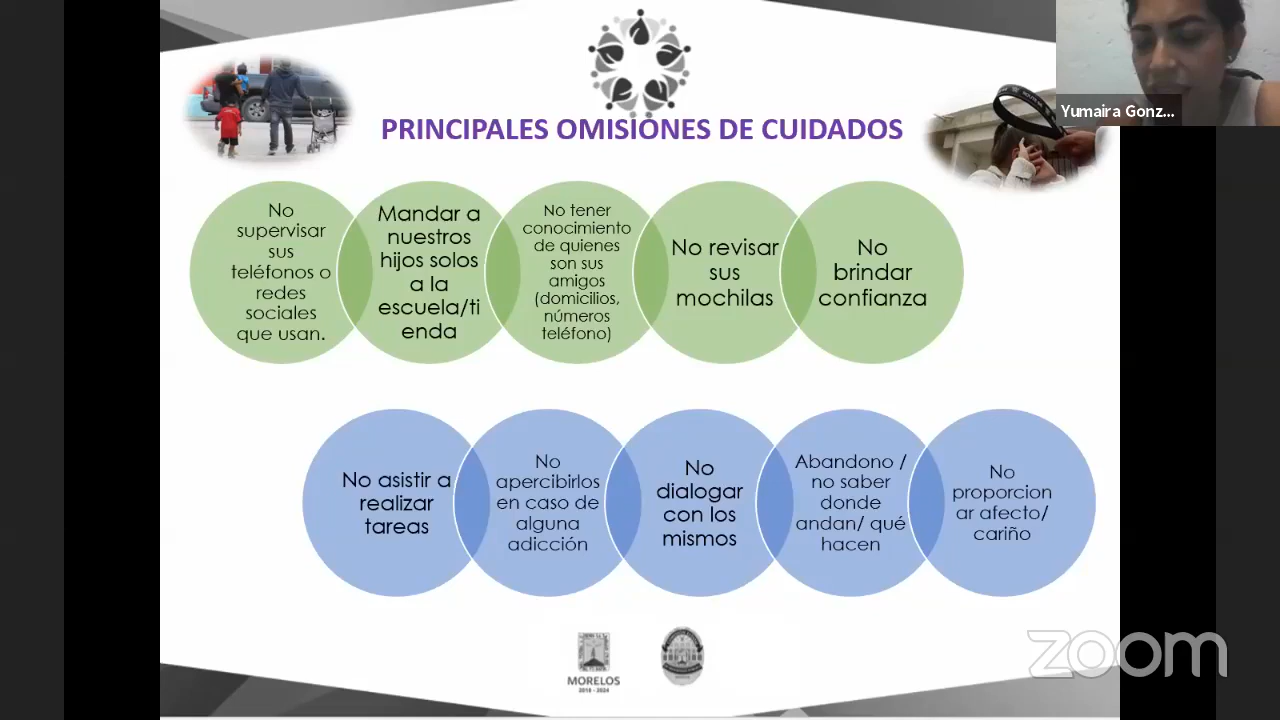 Yumaira Gonz...
PRINCIPALES OMISIONES DE CUIDADOS
No
supervisar
sus
teléfonos o
redes
sociales
que usan.
Mandar a
nuestros
hijos solos
a la
escuela/ti
enda
No tener
conocimiento
de quienes
son sus
amigos
(domicilios,
números
teléfono)
No revisar
sus
mochilas
No
brindar
confianza
No asistir a
realizar
tareas
No
apercibirlos
en caso de
alguna
adicción
No
dialogar
con los
mismos
Abandono /
no saber
donde
andan/ qué
hacen
No
proporcion
ar afecto/
cariño
MORELOS
2018 - 2024
zoom